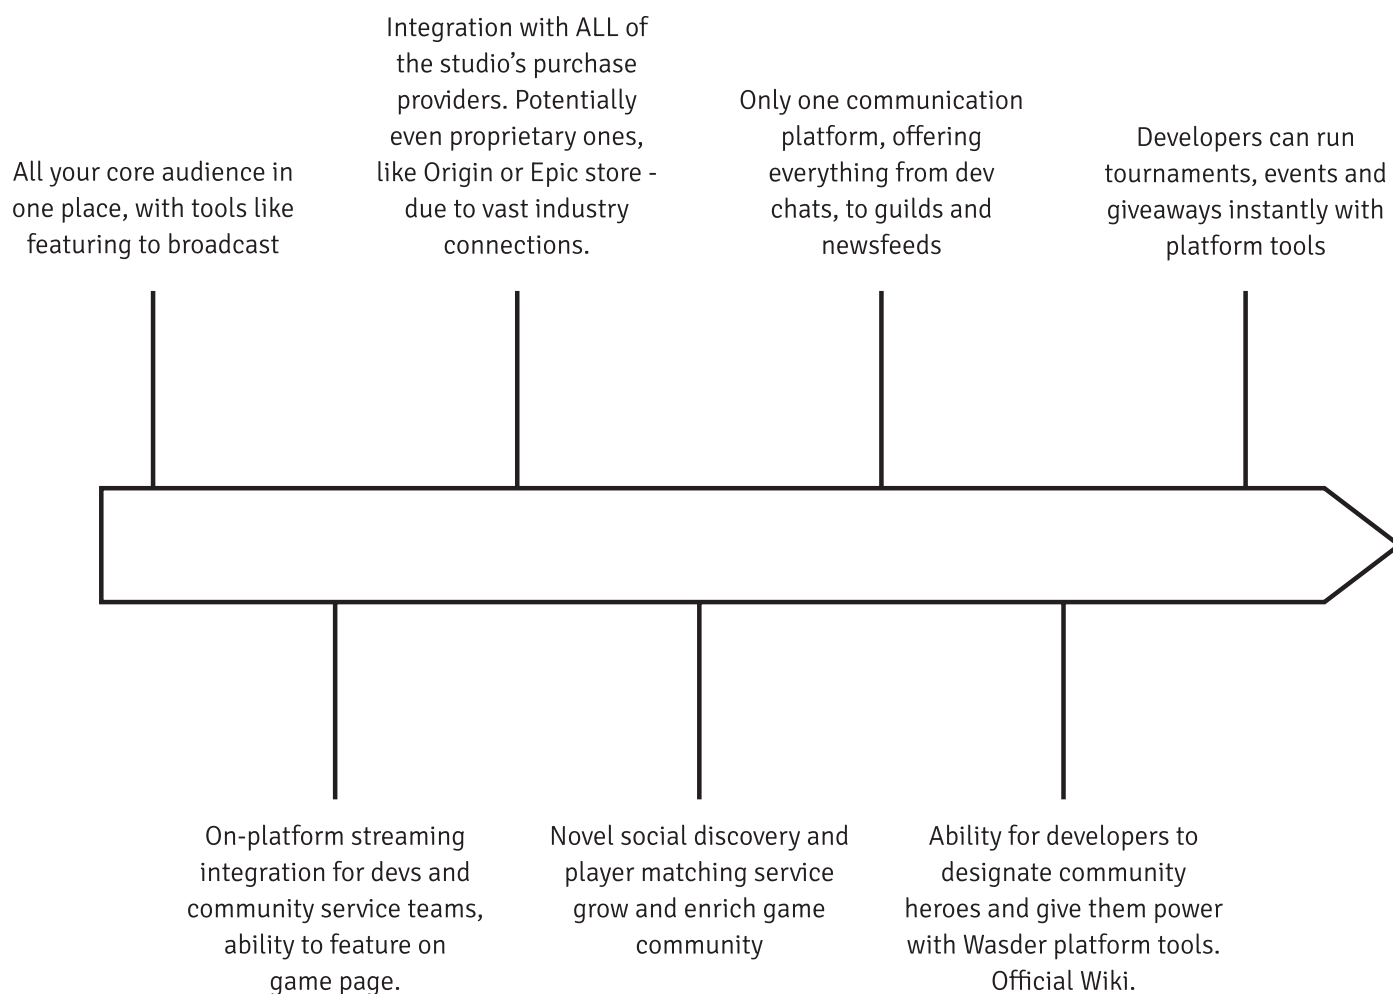 Integration with ALL of
the studio’s purchase
providers. Potentially
even proprietary ones,
like Origin or Epic store -
due to vast industry
connections.
All your core audience in
one place, with tools like
featuring to broadcast
Only one communication
platform, offering
everything from dev
chats, to guilds and
newsfeeds
Developers can run
tournaments, events and
giveaways instantly with
platform tools
On-platform streaming
integration for devs and
community service teams,
ability to feature on
game page.
Novel social discovery and
player matching service
grow and enrich game
community
Ability for developers to
designate community
heroes and give them power
with Wasder platform tools.
Official Wiki.